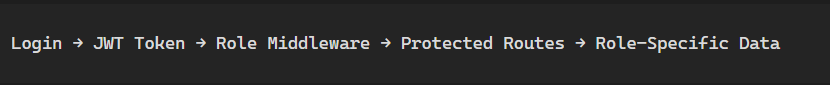 Login → JWT Token → Role Middleware → Protected Routes → Role-Specific Data